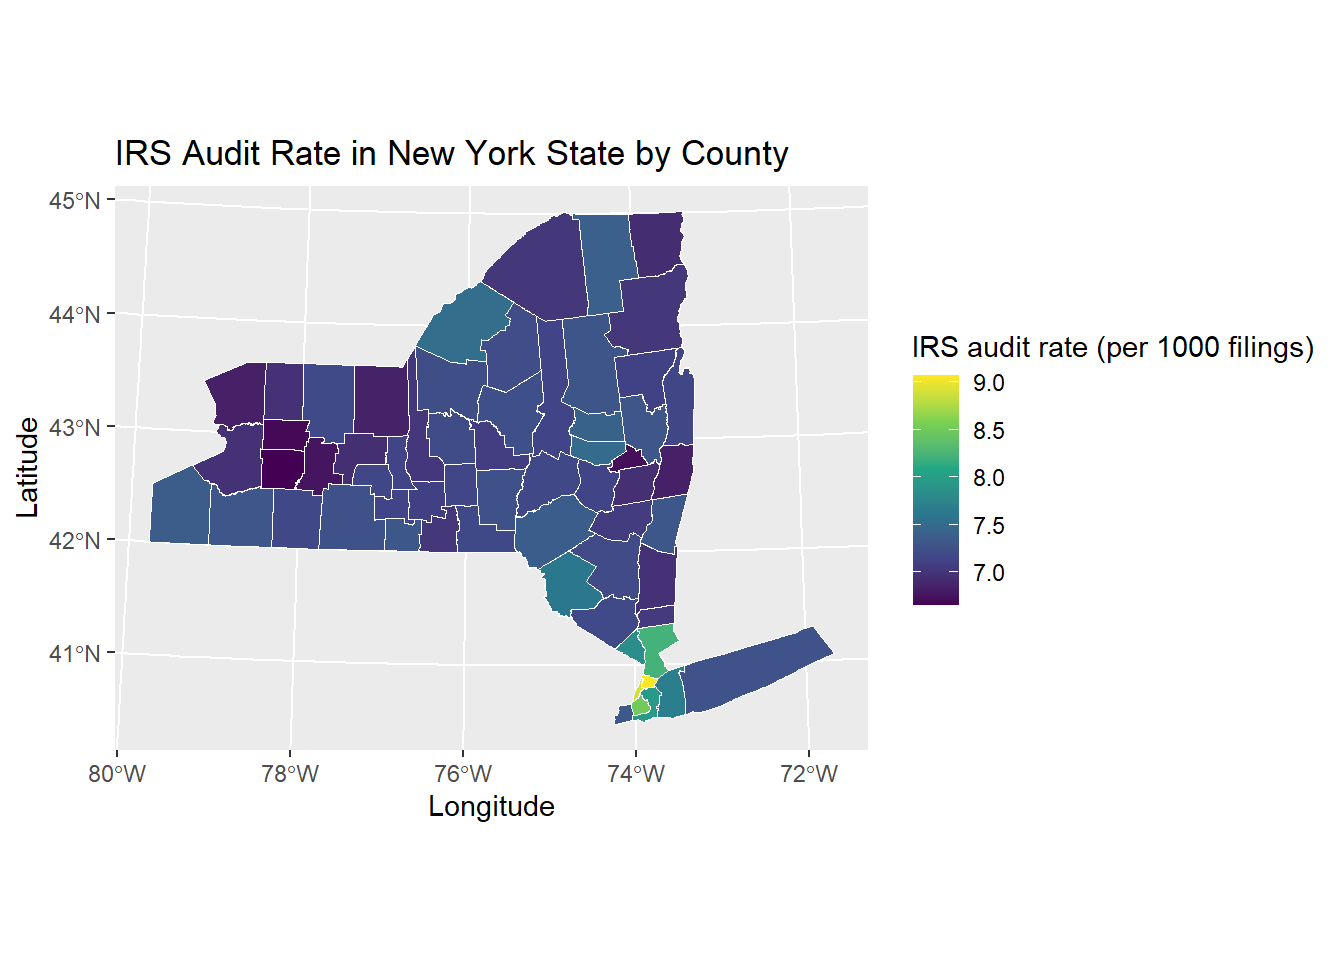 IRS Audit Rate in New York State by County
45°N
44°N
43°N
42°N
41°N
Latitude
80°W
78°W
76°W
74°W
72°W
Longitude
IRS audit rate (per 1000 filings)
9.0
8.5
8.0
7.5
7.0